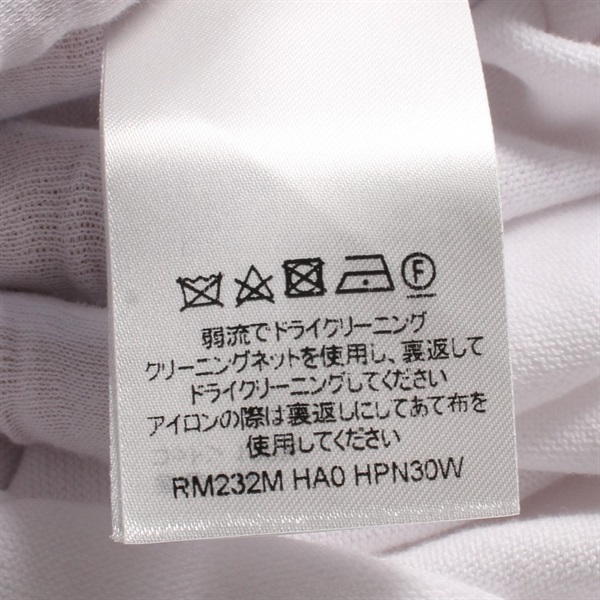 F
弱流でドライクリーニング
クリーニングネットを使用し、裏返して
ドライクリーニングしてください
アイロンの際は裏返しにしてあて布を
使用してください
RM232M HA0 HPN30W